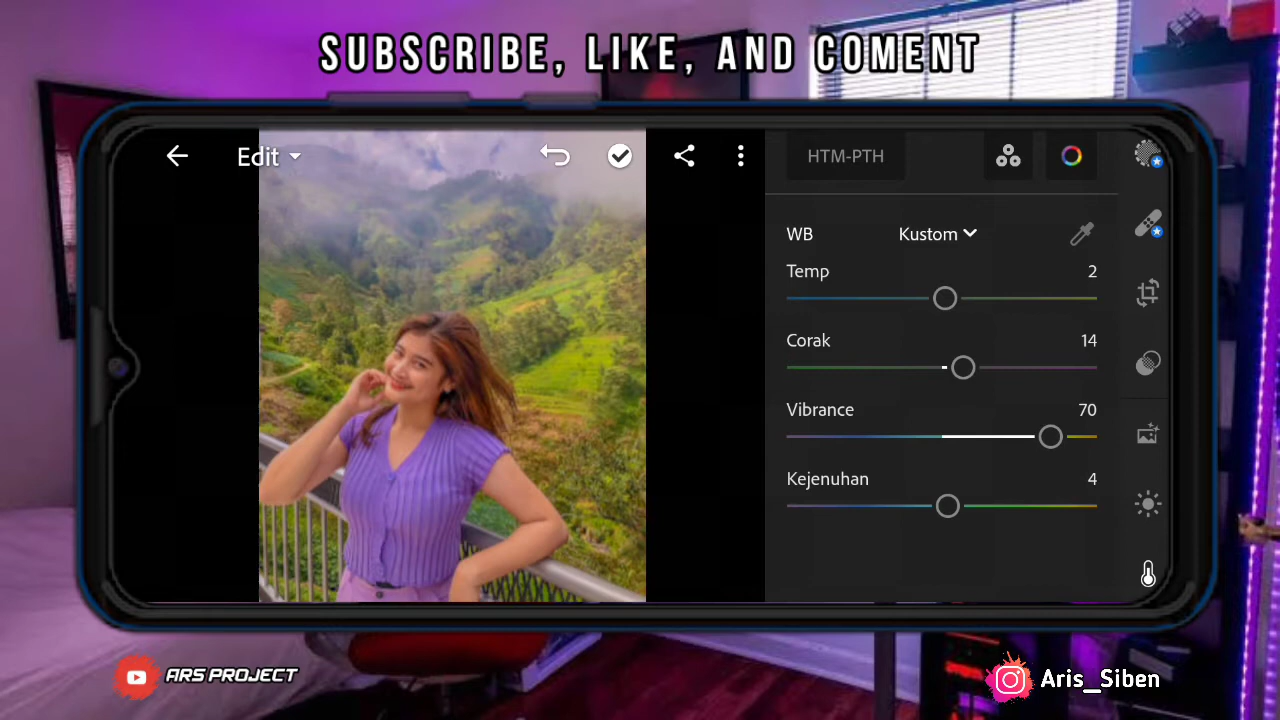 SUBSCRIBE, LIKE, AND COMENT
Edit
HTM-PTH
WB Kustom
Temp 2
Corak 14
Vibrance 70
Kejenuhan 4
ARS PROJECT
Aris_Siben